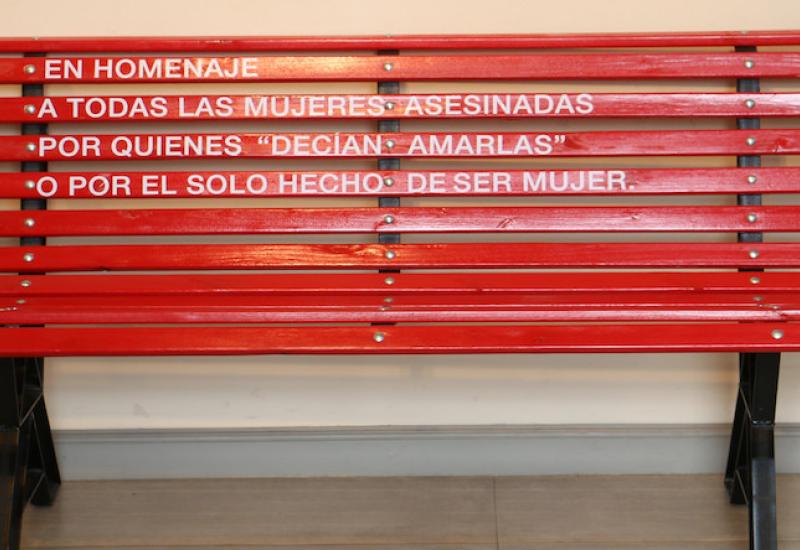 EN HOMENAJE
A TODAS LAS MUJERES ASESINADAS
POR QUIENES “DECÍAN AMARLAS”
O POR EL SOLO HECHO DE SER MUJER.